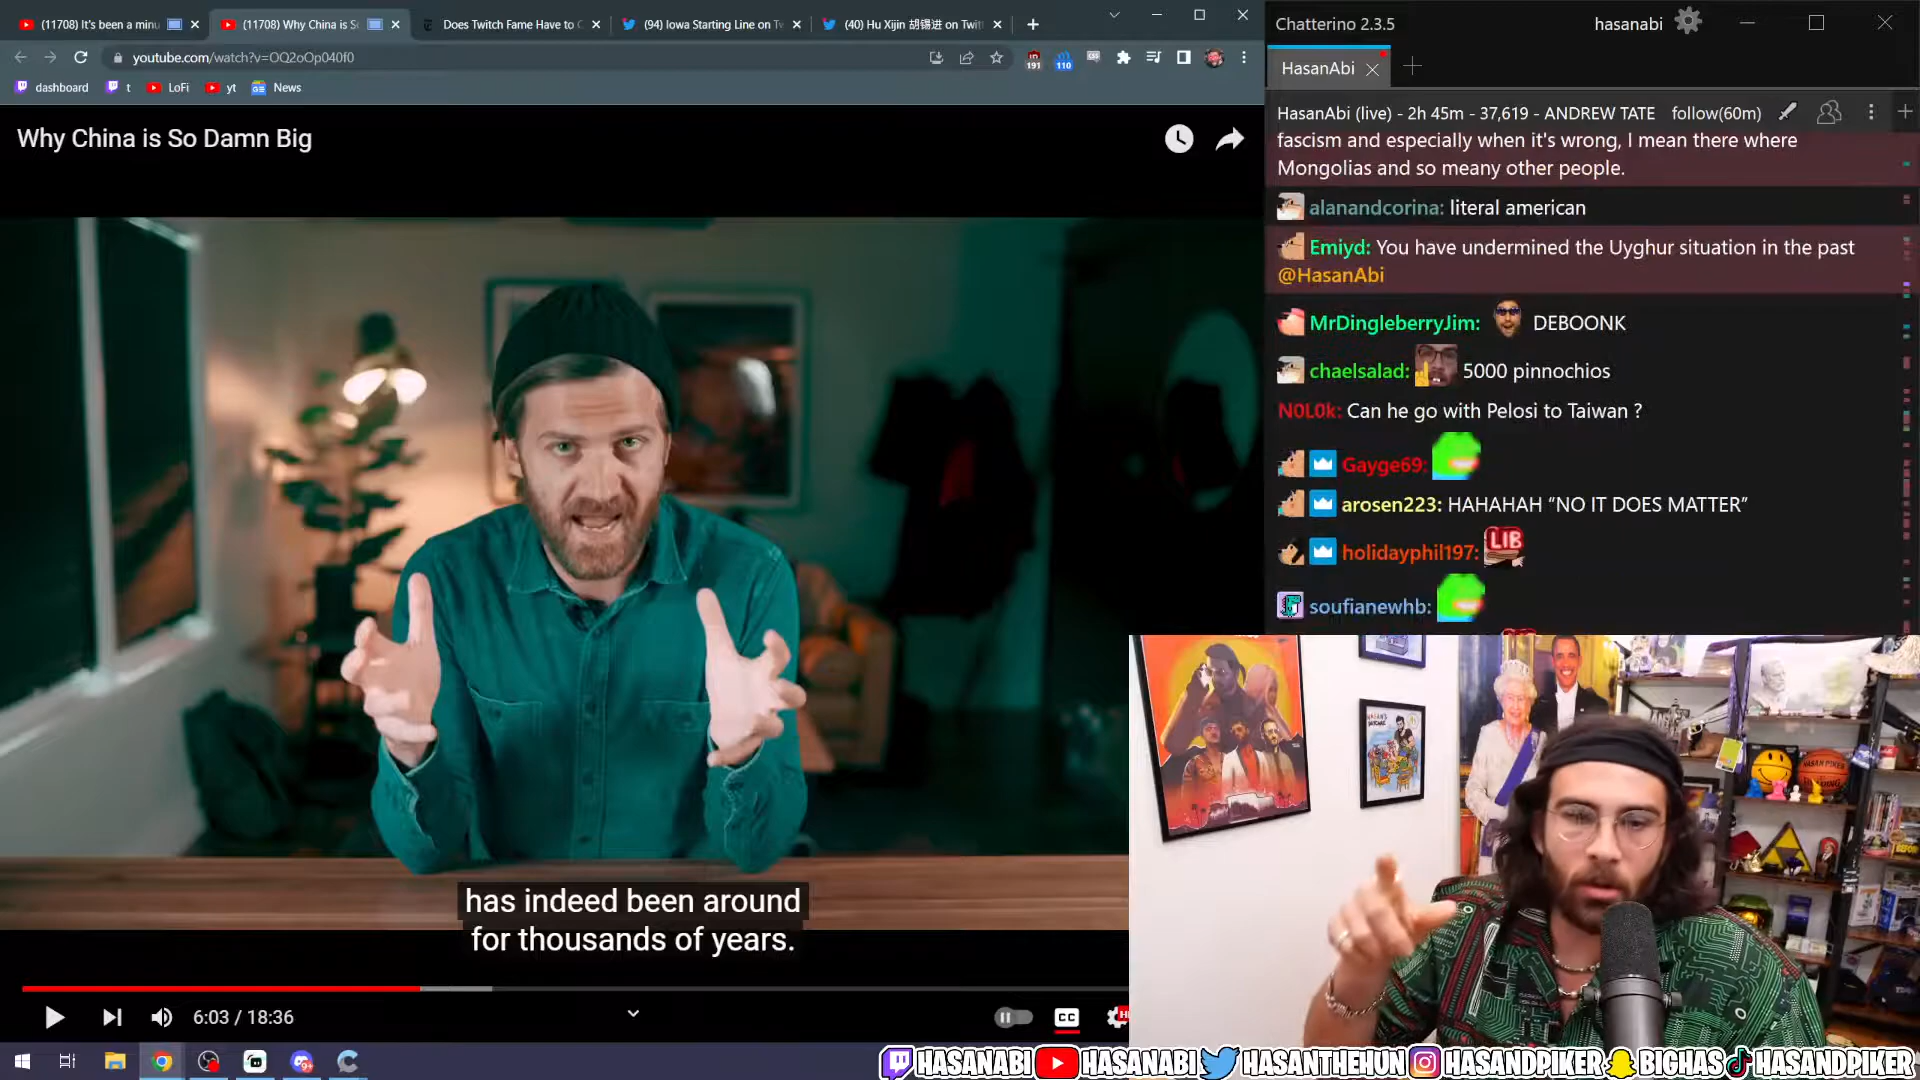 (11708) It's been a minu
(11708) Why China is S
Does Twitch Fame Have to C
(94) Iowa Starting Line on Tw
(40) Hu Xijin 胡锡进 on Twit
youtube.com/watch?v=OQ2oOp040f0
191
110
dashboard
t
LoFi
yt
News
Why China is So Damn Big
has indeed been around
for thousands of years.
6:03 / 18:36
CC
Chatterino 2.3.5
hasanabi
HasanAbi
HasanAbi (live) - 2h 45m - 37,619 - ANDREW TATE
follow(60m)
fascism and especially when it's wrong, I mean there where
Mongolias and so meany other people.
alanandcorina: literal american
Emiyd: You have undermined the Uyghur situation in the past
@HasanAbi
MrDingleberryJim: DEBOONK
chaelsalad: 5000 pinnochios
N0L0k: Can he go with Pelosi to Taiwan ?
Gayge69:
arosen223: HAHAHAH “NO IT DOES MATTER”
holidayphil197: LIB
soufianewhb:
HASAN PIKER
HASANABI
HASANABI
HASANTHEHUN
HASANDPIKER
BIGHAS
HASANDPIKER